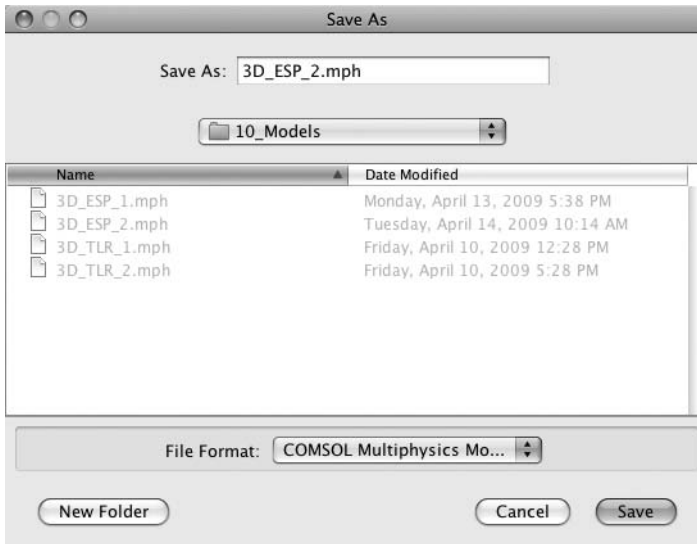 Save As
Save As: 3D_ESP_2.mph
10_Models
Name Date Modified
3D_ESP_1.mph Monday, April 13, 2009 5:38 PM
3D_ESP_2.mph Tuesday, April 14, 2009 10:14 AM
3D_TLR_1.mph Friday, April 10, 2009 12:28 PM
3D_TLR_2.mph Friday, April 10, 2009 5:28 PM
File Format: COMSOL Multiphysics Mo...
New Folder Cancel Save